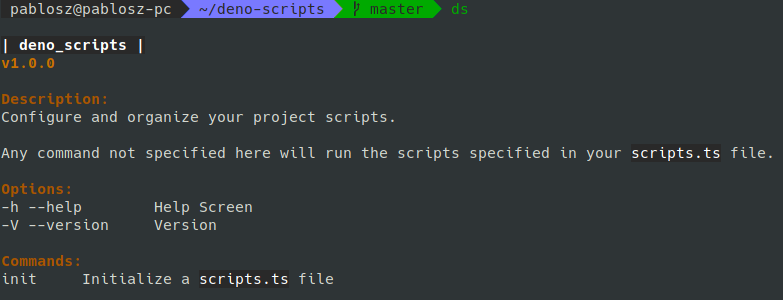 pablosz@pablosz-pc ~/deno-scripts master ds
| deno_scripts |
v1.0.0
Description:
Configure and organize your project scripts.
Any command not specified here will run the scripts specified in your scripts.ts file.
Options:
-h --help Help Screen
-V --version Version
Commands:
init Initialize a scripts.ts file